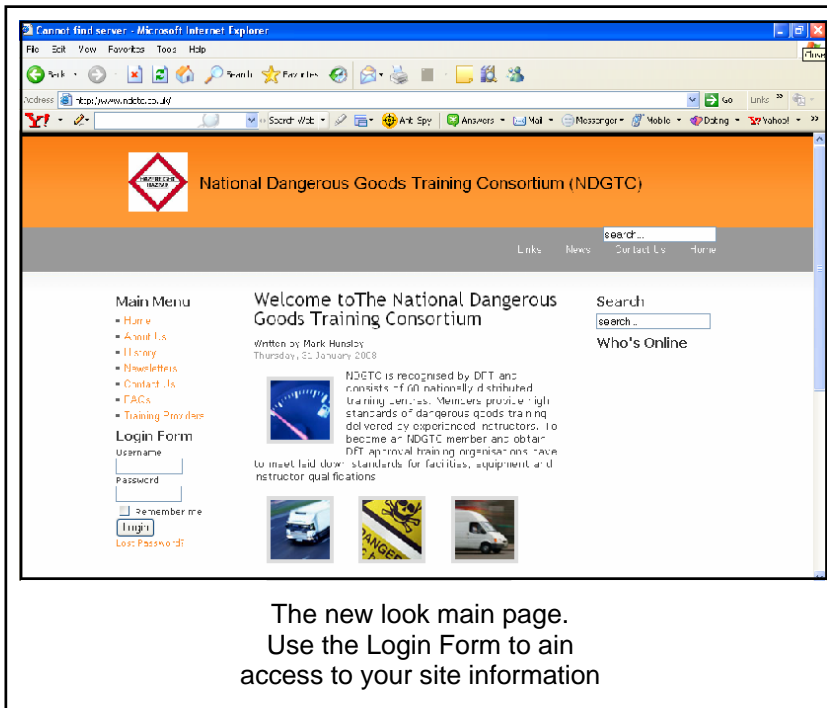 Cannot find server - Microsoft Internet Explorer
File Edit View Favorites Tools Help
Close
Back Search Favorites
Address http://www.ndgtc.co.uk/ Go Links »
Y! Search Web Anti-Spy Answers Mail Messenger Mobile Dating Yahoo! »
National Dangerous Goods Training Consortium (NDGTC)
search...
Links News Contact Us Home
Main Menu
Home
About Us
History
Newsletters
Contact Us
FAQs
Training Providers
Login Form
Username
Password
Remember me
Login
Lost Password?
Welcome toThe National Dangerous
Goods Training Consortium
Written by Mark Hunsley
Thursday, 31 January 2008
NDGTC is recognised by DFT and
consists of 60 nationally distributed
training centres. Members provide high
standards of dangerous goods training
delivered by experienced instructors. To
become an NDGTC member and obtain
DfT approval training organisations have
to meet laid down standards for facilities, equipment and
instructor qualifications
DANGER
Search
search...
Who's Online
The new look main page.
Use the Login Form to ain
access to your site information